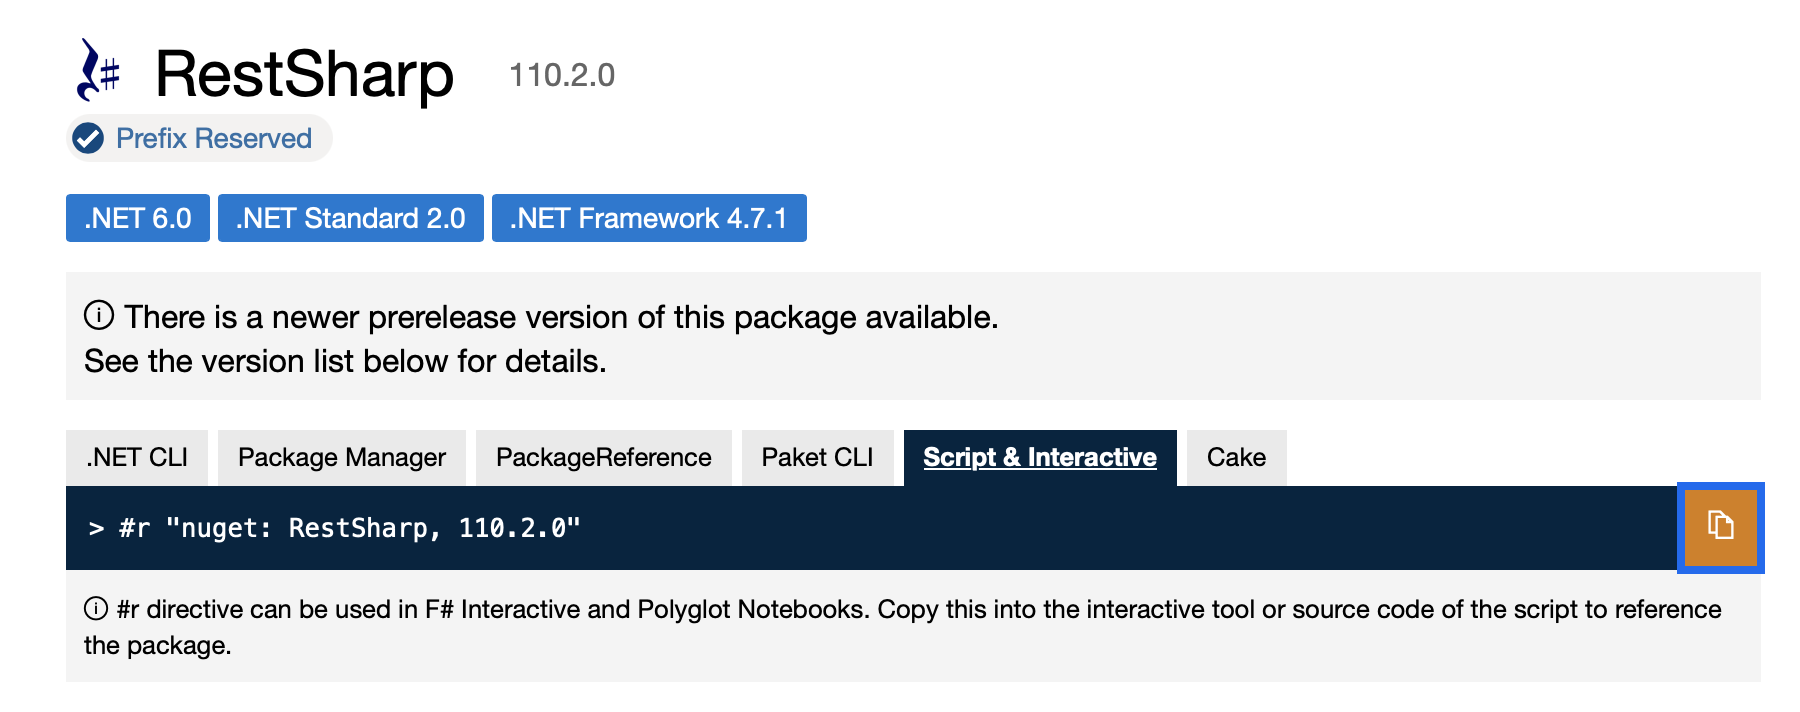 RestSharp 110.2.0
Prefix Reserved
.NET 6.0 .NET Standard 2.0 .NET Framework 4.7.1
There is a newer prerelease version of this package available.
See the version list below for details.
.NET CLI Package Manager PackageReference Paket CLI Script & Interactive Cake
> #r "nuget: RestSharp, 110.2.0"
#r directive can be used in F# Interactive and Polyglot Notebooks. Copy this into the interactive tool or source code of the script to reference
the package.